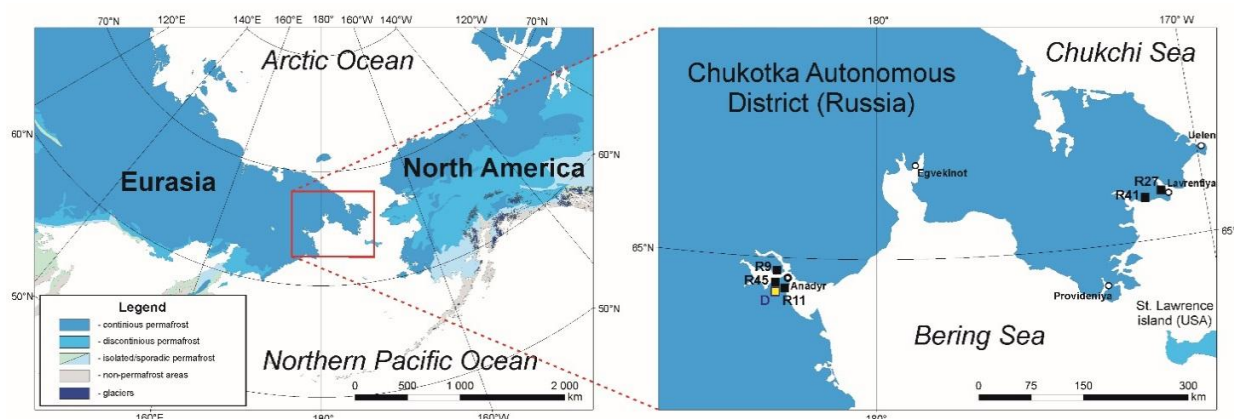 70°N 140°E 160°E 180° 160°W 140°W 120°W 70°N
120°E
Arctic Ocean
60°N
Eurasia
North America
60°N
50°N
50°N
Legend
- continious permafrost
- discontinious permafrost
- isolated/sporadic permafrost
- non-permafrost areas
- glaciers
Northern Pacific Ocean
0 500 1 000 2 000
km
160°E 180° 160°W
180° 170°W
Chukchi Sea
Chukotka Autonomous
District (Russia)
Uelen
Egvekinot
R27
Lavrentiya
R41
65°N
65°N
R9
R45
Anadyr
D
R11
Provideniya
St. Lawrence
island (USA)
Bering Sea
0 75 150 300
km
180°